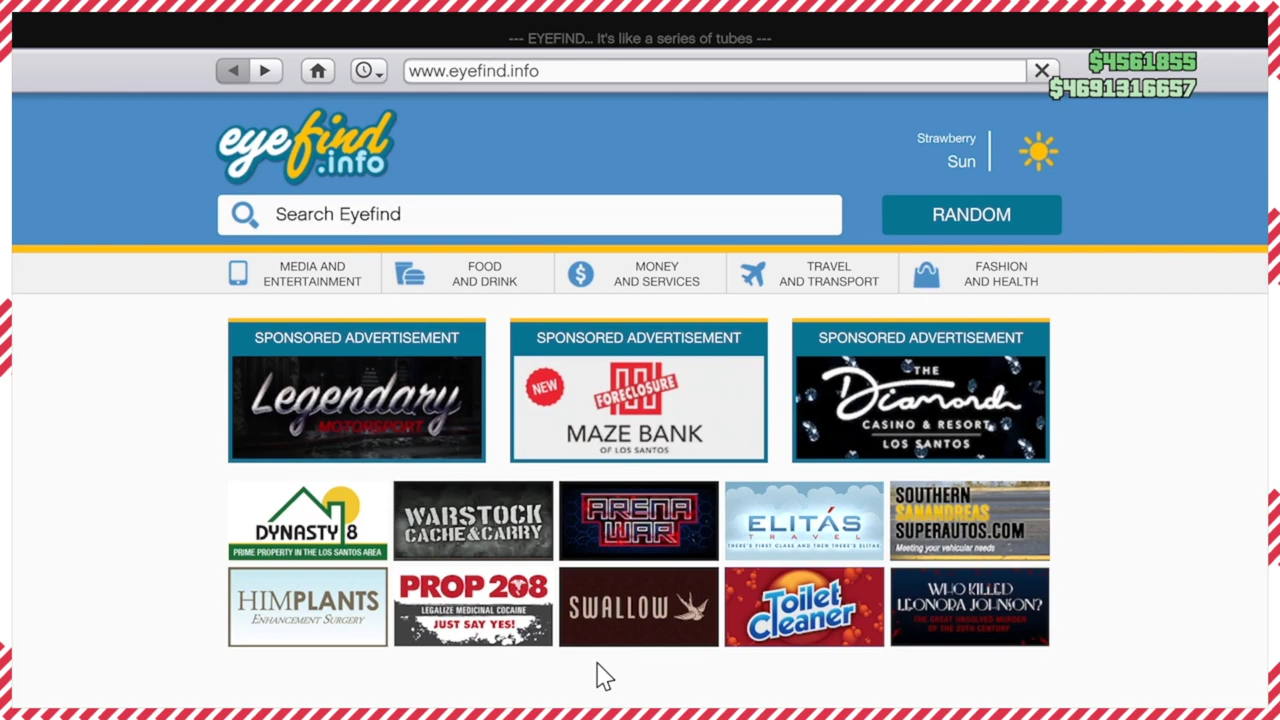 --- EYEFIND... It's like a series of tubes ---
www.eyefind.info
$4561855
$4691316657
eyefind
.info
Strawberry
Sun
Search Eyefind
RANDOM
MEDIA AND
ENTERTAINMENT
FOOD
AND DRINK
MONEY
AND SERVICES
TRAVEL
AND TRANSPORT
FASHION
AND HEALTH
SPONSORED ADVERTISEMENT
Legendary
MOTORSPORT
SPONSORED ADVERTISEMENT
NEW
FORECLOSURE
MAZE BANK
OF LOS SANTOS
SPONSORED ADVERTISEMENT
THE
Diamond
CASINO & RESORT
LOS SANTOS
DYNASTY 8
PRIME PROPERTY IN THE LOS SANTOS AREA
WARSTOCK
CACHE&CARRY
ARENA
WAR
ELITÁS
TRAVEL
THERE'S FIRST CLASS AND THEN THERE'S ELITAS
SOUTHERN
SANANDREAS
SUPERAUTOS.COM
Meeting your vehicular needs
HIMPLANTS
ENHANCEMENT SURGERY
PROP 208
LEGALIZE MEDICINAL COCAINE
JUST SAY YES!
SWALLOW
Toilet
Cleaner
WHO KILLED
LEONORA JOHNSON?
THE GREAT UNSOLVED MURDER
OF THE 20TH CENTURY